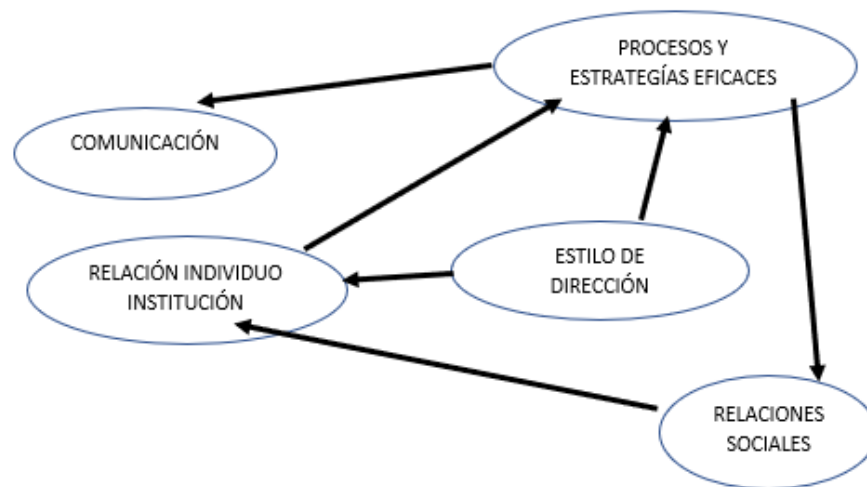 PROCESOS Y
ESTRATEGÍAS EFICACES
COMUNICACIÓN
RELACIÓN INDIVIDUO
INSTITUCIÓN
ESTILO DE
DIRECCIÓN
RELACIONES
SOCIALES